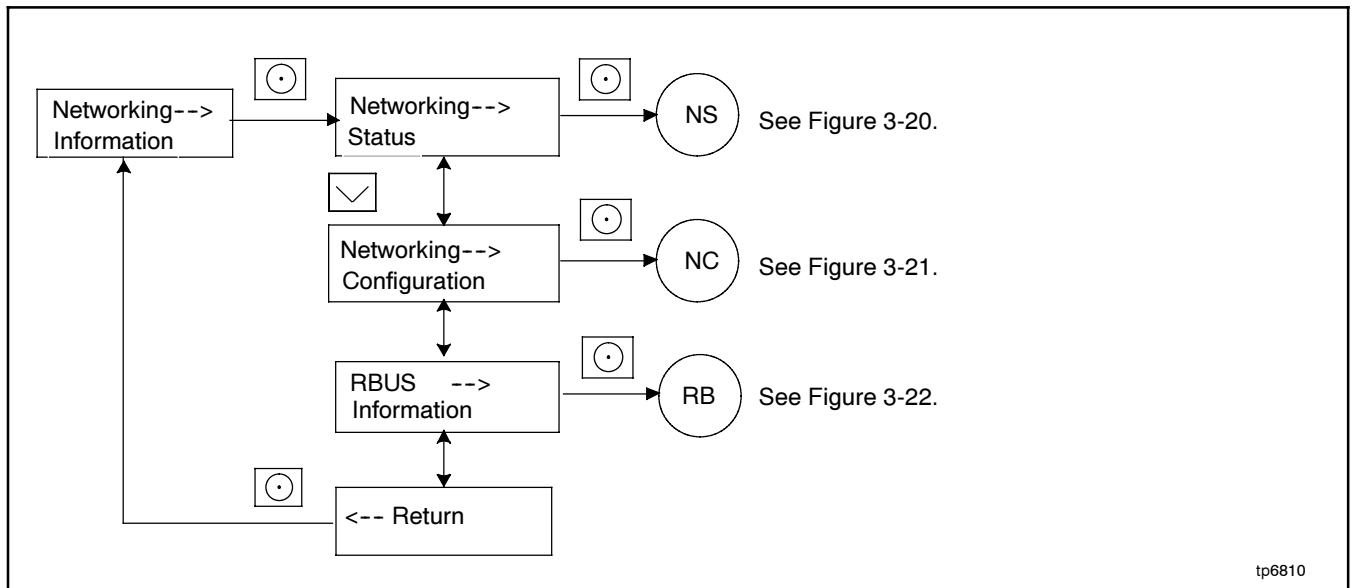 Networking-->
Information
Networking-->
Status
NS
See Figure 3-20.
Networking-->
Configuration
NC
See Figure 3-21.
RBUS -->
Information
RB
See Figure 3-22.
<-- Return
tp6810